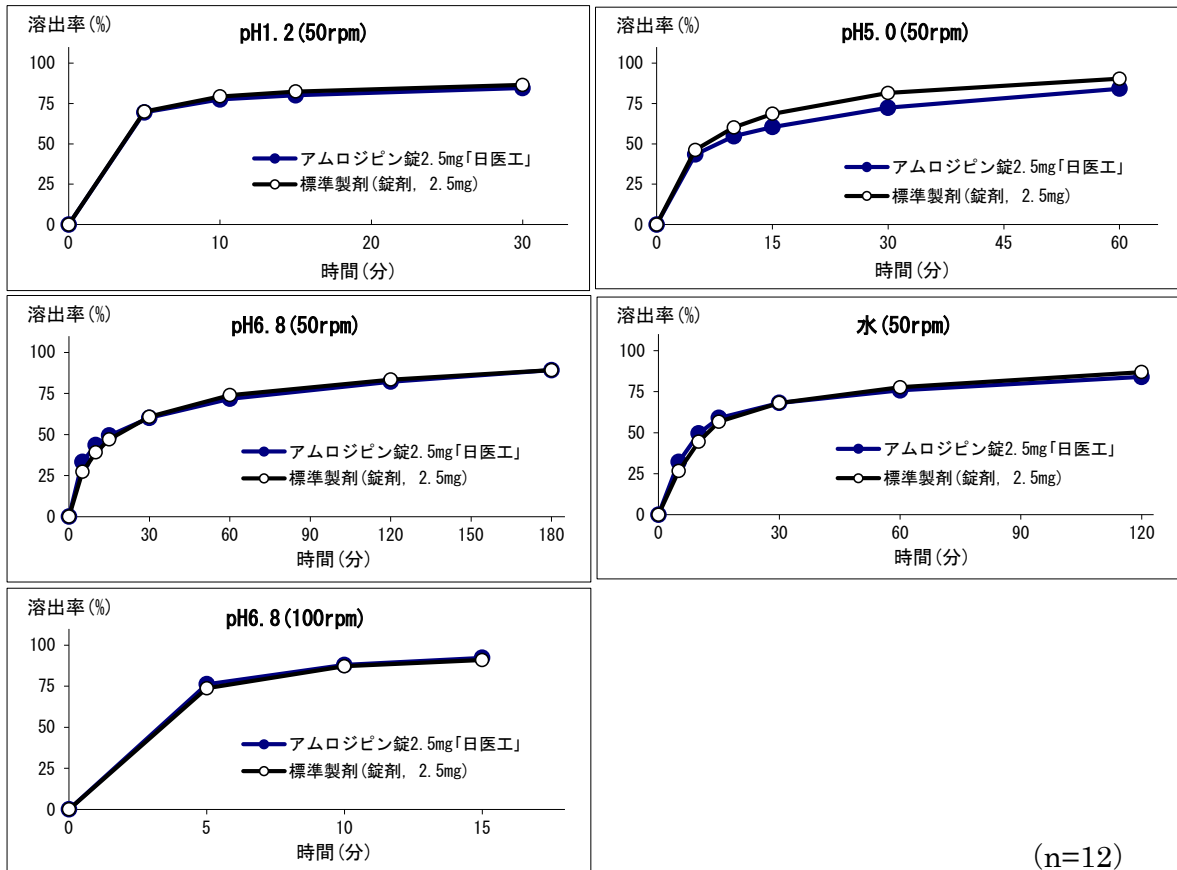 溶出率(%)
pH1.2(50rpm)
100
75
50
25
0
アムロジピン錠2.5mg「日医工」
標準製剤(錠剤, 2.5mg)
0 10 20 30
時間(分)
溶出率(%)
pH5.0(50rpm)
100
75
50
25
0
アムロジピン錠2.5mg「日医工」
標準製剤(錠剤, 2.5mg)
0 15 30 45 60
時間(分)
溶出率(%)
pH6.8(50rpm)
100
75
50
25
0
アムロジピン錠2.5mg「日医工」
標準製剤(錠剤, 2.5mg)
0 30 60 90 120 150 180
時間(分)
溶出率(%)
水(50rpm)
100
75
50
25
0
アムロジピン錠2.5mg「日医工」
標準製剤(錠剤, 2.5mg)
0 30 60 90 120
時間(分)
溶出率(%)
pH6.8(100rpm)
100
75
50
25
0
アムロジピン錠2.5mg「日医工」
標準製剤(錠剤, 2.5mg)
0 5 10 15
時間(分)
(n=12)